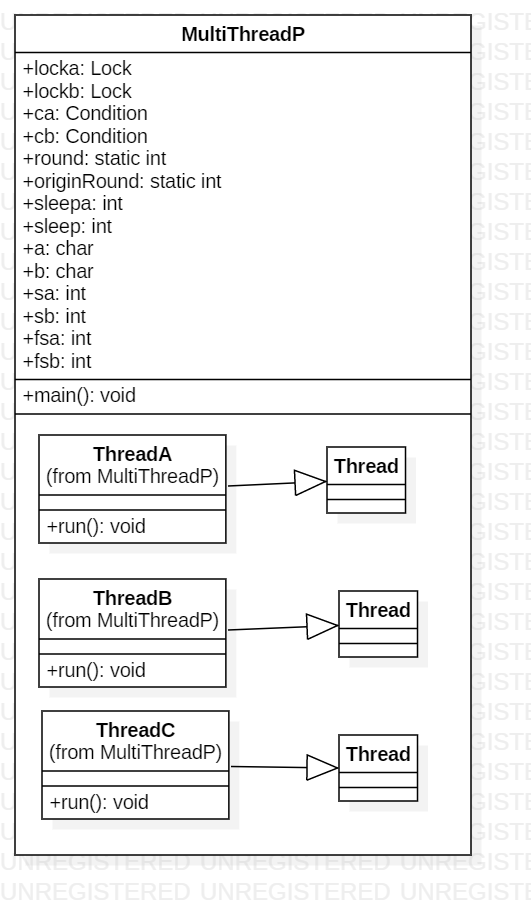 MultiThreadP
+locka: Lock
+lockb: Lock
+ca: Condition
+cb: Condition
+round: static int
+originRound: static int
+sleepa: int
+sleep: int
+a: char
+b: char
+sa: int
+sb: int
+fsa: int
+fsb: int
+main(): void
ThreadA
(from MultiThreadP)
+run(): void
Thread
ThreadB
(from MultiThreadP)
+run(): void
Thread
ThreadC
(from MultiThreadP)
+run(): void
Thread
UNREGISTERED UNREGISTERED UNREGISTERED
UNREGISTERED UNREGISTERED UNREGISTERED